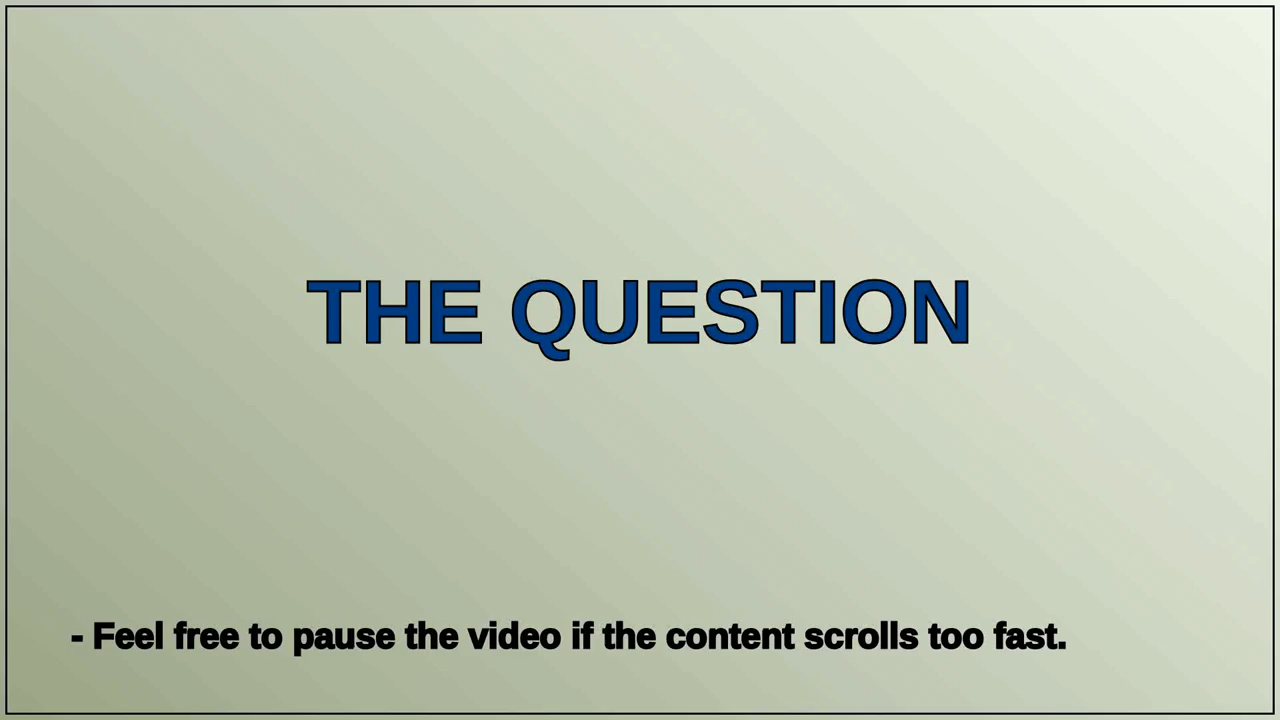 THE QUESTION
- Feel free to pause the video if the content scrolls too fast.